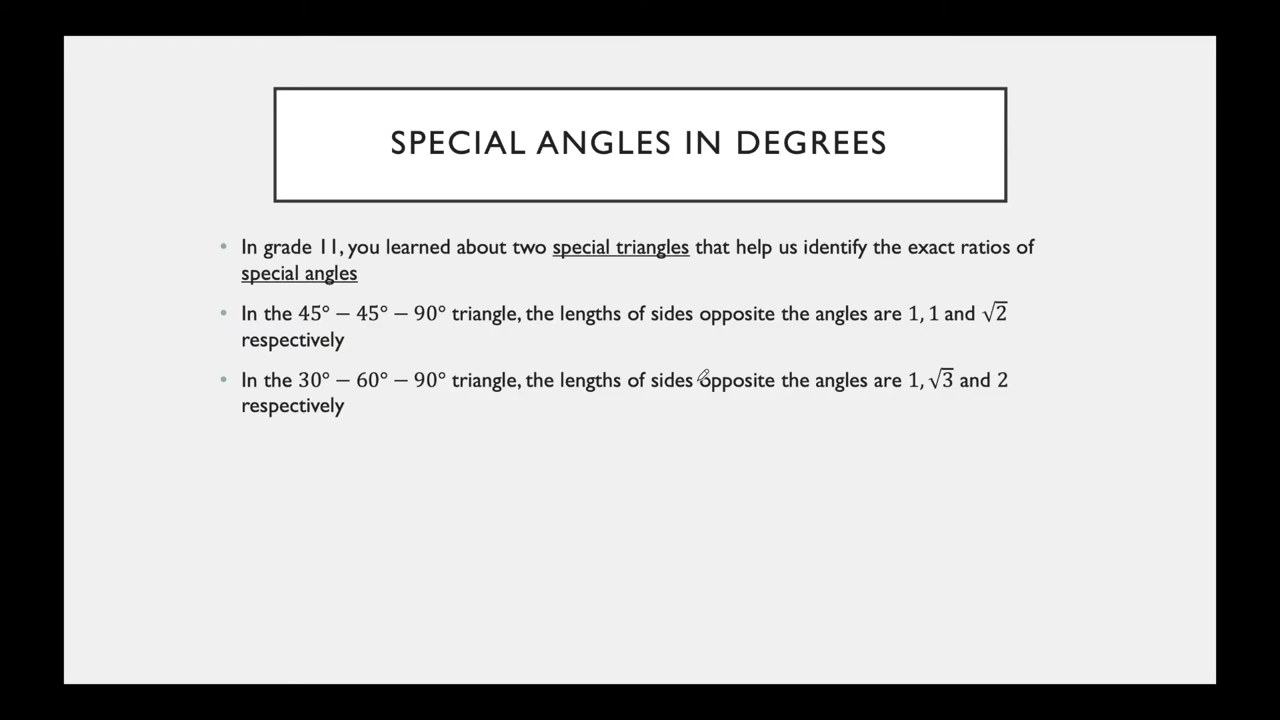 SPECIAL ANGLES IN DEGREES
• In grade 11, you learned about two special triangles that help us identify the exact ratios of
special angles
• In the 45° − 45° − 90° triangle, the lengths of sides opposite the angles are 1, 1 and √2
respectively
• In the 30° − 60° − 90° triangle, the lengths of sides opposite the angles are 1, √3 and 2
respectively